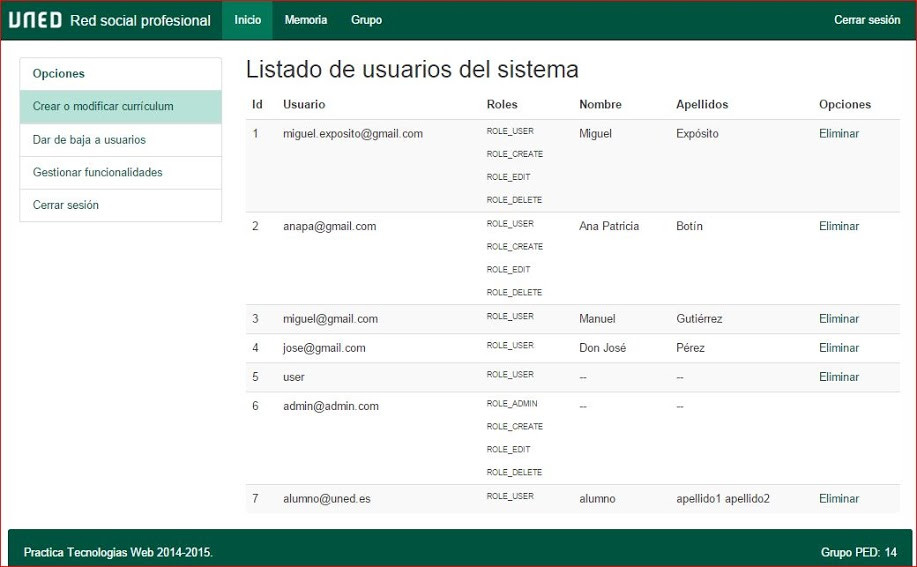 UNED Red social profesional Inicio Memoria Grupo Cerrar sesión
Opciones
Crear o modificar currículum
Dar de baja a usuarios
Gestionar funcionalidades
Cerrar sesión
Listado de usuarios del sistema
Id Usuario Roles Nombre Apellidos Opciones
1 miguel.exposito@gmail.com ROLE_USER Miguel Expósito Eliminar
ROLE_CREATE
ROLE_EDIT
ROLE_DELETE
2 anapa@gmail.com ROLE_USER Ana Patricia Botín Eliminar
ROLE_CREATE
ROLE_EDIT
ROLE_DELETE
3 miguel@gmail.com ROLE_USER Manuel Gutiérrez Eliminar
4 jose@gmail.com ROLE_USER Don José Pérez Eliminar
5 user ROLE_USER -- -- Eliminar
6 admin@admin.com ROLE_ADMIN -- --
ROLE_CREATE
ROLE_EDIT
ROLE_DELETE
7 alumno@uned.es ROLE_USER alumno apellido1 apellido2 Eliminar
Practica Tecnologias Web 2014-2015. Grupo PED: 14